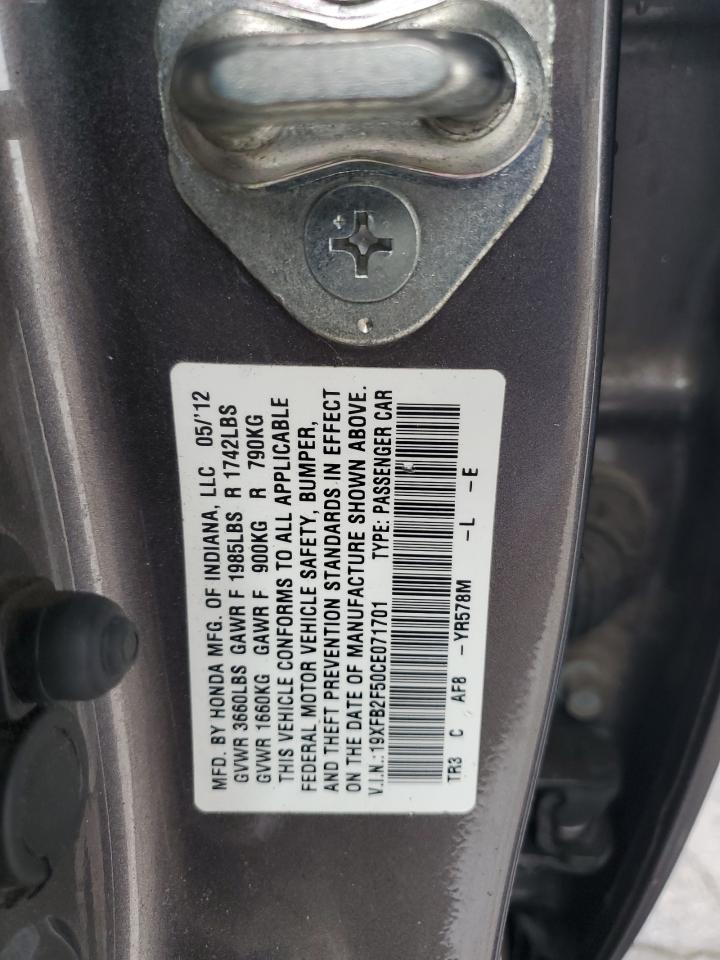 MFD. BY HONDA MFG. OF INDIANA, LLC 05/'12
GVWR 3660LBS GAWR F 1985LBS R 1742LBS
GVWR 1660KG GAWR F 900KG R 790KG
THIS VEHICLE CONFORMS TO ALL APPLICABLE
FEDERAL MOTOR VEHICLE SAFETY, BUMPER,
AND THEFT PREVENTION STANDARDS IN EFFECT
ON THE DATE OF MANUFACTURE SHOWN ABOVE.
V.I.N.:19XFB2F50CE071701 TYPE: PASSENGER CAR
TR3 C AF8 -YR578M -L -E